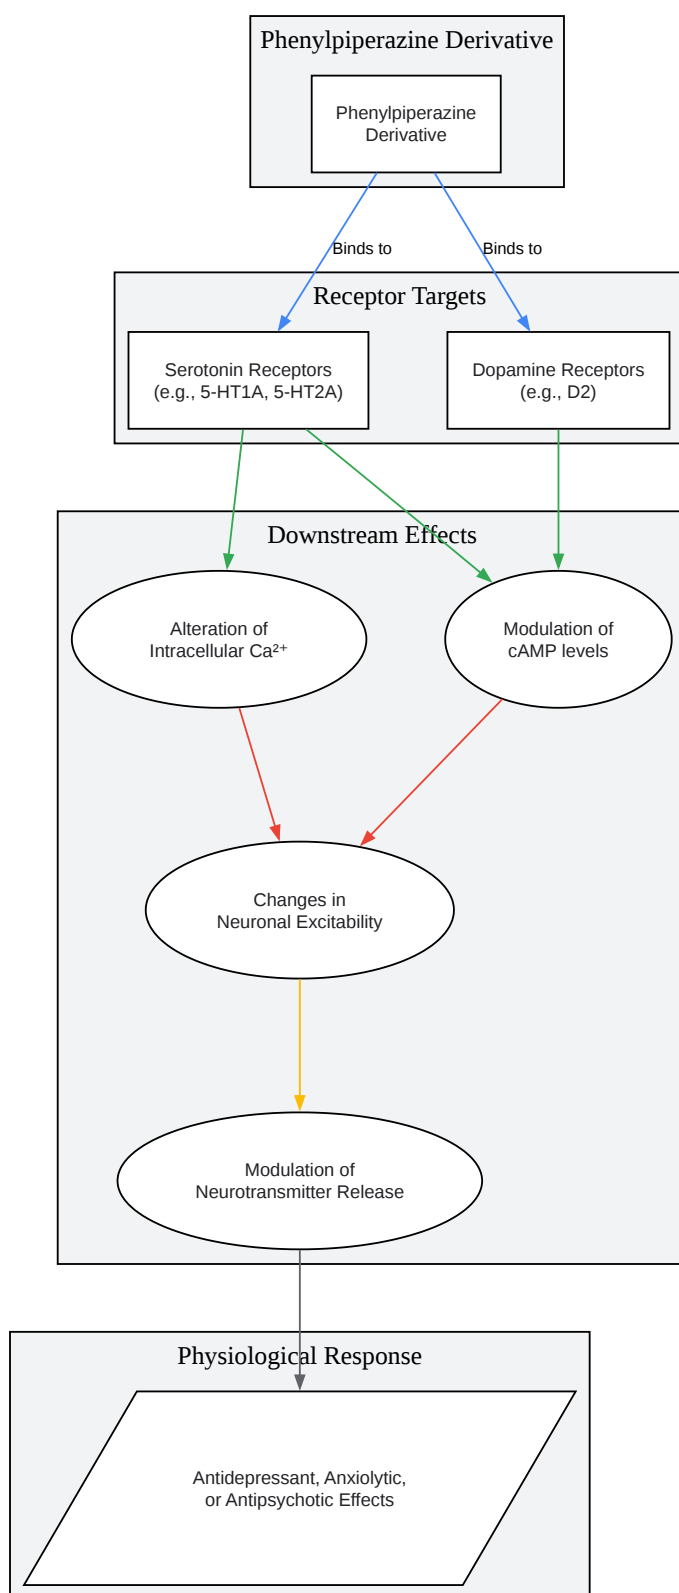 Phenylpiperazine Derivative
Phenylpiperazine
Derivative
Binds to
Binds to
Receptor Targets
Serotonin Receptors
(e.g., 5-HT1A, 5-HT2A)
Dopamine Receptors
(e.g., D2)
Downstream Effects
Alteration of
Intracellular Ca²⁺
Modulation of
cAMP levels
Changes in
Neuronal Excitability
Modulation of
Neurotransmitter Release
Physiological Response
Antidepressant, Anxiolytic,
or Antipsychotic Effects